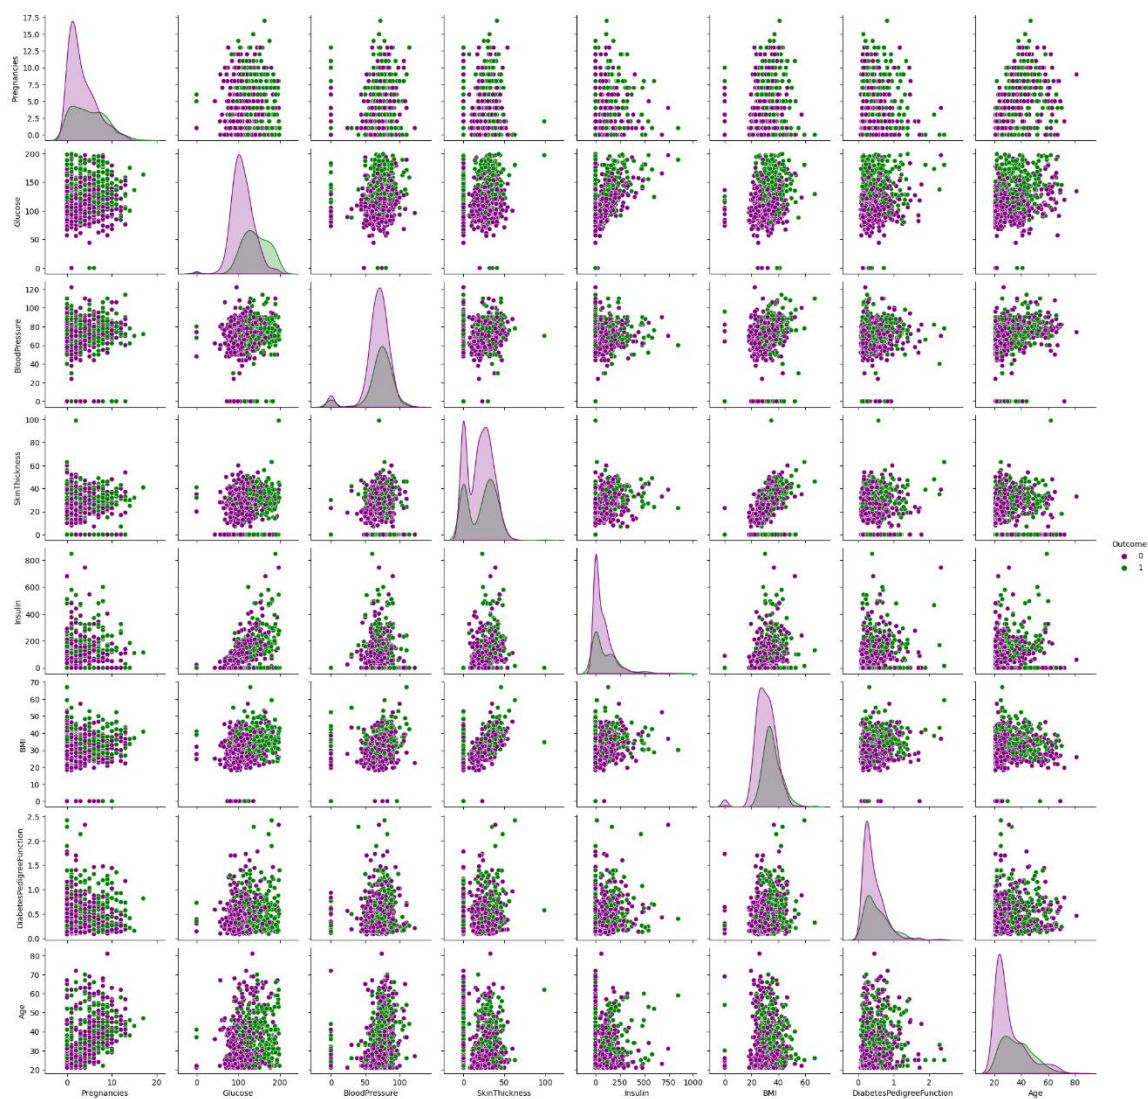 17.5
15.0
12.5
10.0
7.5
5.0
2.5
0.0
Pregnancies
200
150
100
50
0
Glucose
120
100
80
60
40
20
0
BloodPressure
100
80
60
40
20
0
SkinThickness
800
600
400
200
0
Insulin
Outcome
0
1
70
60
50
40
30
20
10
0
BMI
2.5
2.0
1.5
1.0
0.5
0.0
DiabetesPedigreeFunction
80
70
60
50
40
30
20
Age
0 10 20
0 100 200
0 50 100
0 50 100
0 250 500 750 1000
0 20 40 60
0 1 2
20 40 60 80
Pregnancies
Glucose
BloodPressure
SkinThickness
Insulin
BMI
DiabetesPedigreeFunction
Age